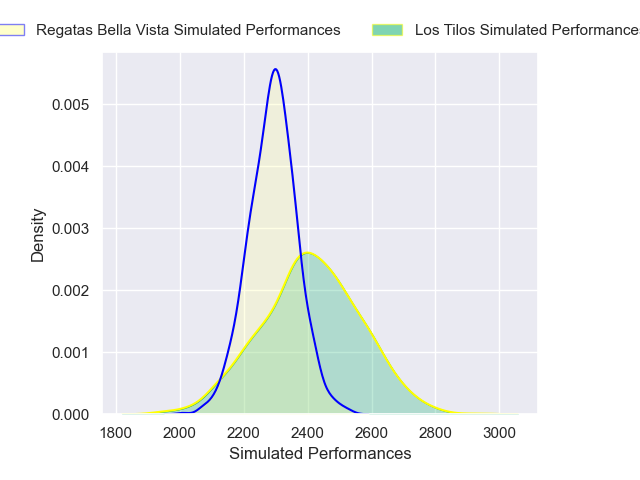 Regatas Bella Vista Simulated Performances
Los Tilos Simulated Performances
0.005
0.004
0.003
0.002
0.001
0.000
Density
1800 2000 2200 2400 2600 2800 3000
Simulated Performances